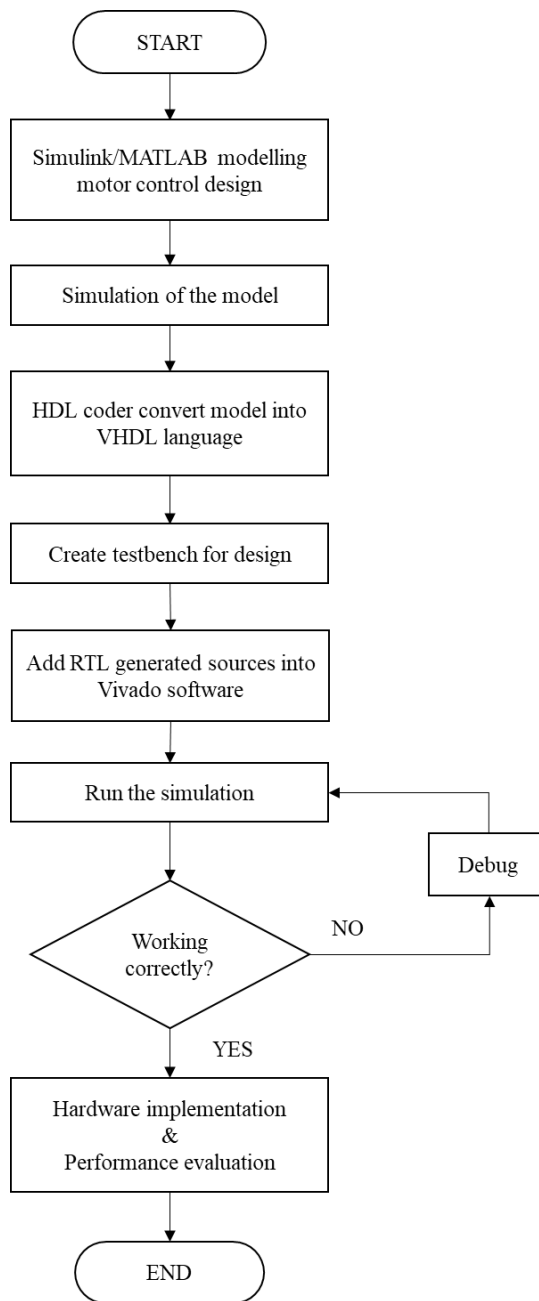 START
Simulink/MATLAB modelling
motor control design
Simulation of the model
HDL coder convert model into
VHDL language
Create testbench for design
Add RTL generated sources into
Vivado software
Run the simulation
Debug
Working
correctly?
NO
YES
Hardware implementation
&
Performance evaluation
END